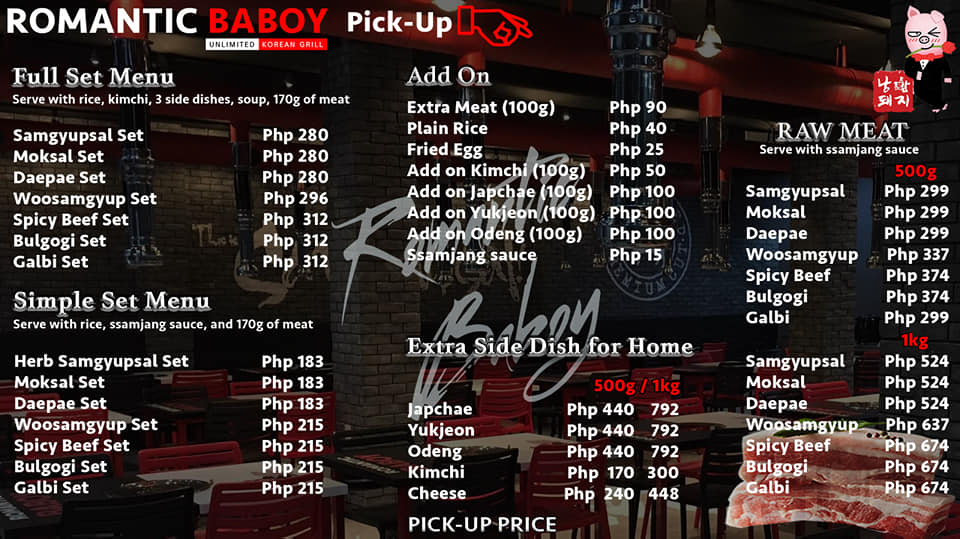 ROMANTIC BABOY
UNLIMITED KOREAN GRILL
Pick-Up
Full Set Menu
Serve with rice, kimchi, 3 side dishes, soup, 170g of meat
Samgyupsal Set Php 280
Moksal Set Php 280
Daepae Set Php 280
Woosamgyup Set Php 296
Spicy Beef Set Php 312
Bulgogi Set Php 312
Galbi Set Php 312
Simple Set Menu
Serve with rice, ssamjang sauce, and 170g of meat
Herb Samgyupsal Set Php 183
Moksal Set Php 183
Daepae Set Php 183
Woosamgyup Set Php 215
Spicy Beef Set Php 215
Bulgogi Set Php 215
Galbi Set Php 215
Add On
Extra Meat (100g) Php 90
Plain Rice Php 40
Fried Egg Php 25
Add on Kimchi (100g) Php 50
Add on Japchae (100g) Php 100
Add on Yukjeon (100g) Php 100
Add on Odeng (100g) Php 100
Ssamjang sauce Php 15
Romantic
Baboy
Extra Side Dish for Home
500g / 1kg
Japchae Php 440 792
Yukjeon Php 440 792
Odeng Php 440 792
Kimchi Php 170 300
Cheese Php 240 448
PICK-UP PRICE
낭만
돼지
RAW MEAT
Serve with ssamjang sauce
500g
Samgyupsal Php 299
Moksal Php 299
Daepae Php 299
Woosamgyup Php 337
Spicy Beef Php 374
Bulgogi Php 374
Galbi Php 299
1kg
Samgyupsal Php 524
Moksal Php 524
Daepae Php 524
Woosamgyup Php 637
Spicy Beef Php 674
Bulgogi Php 674
Galbi Php 674